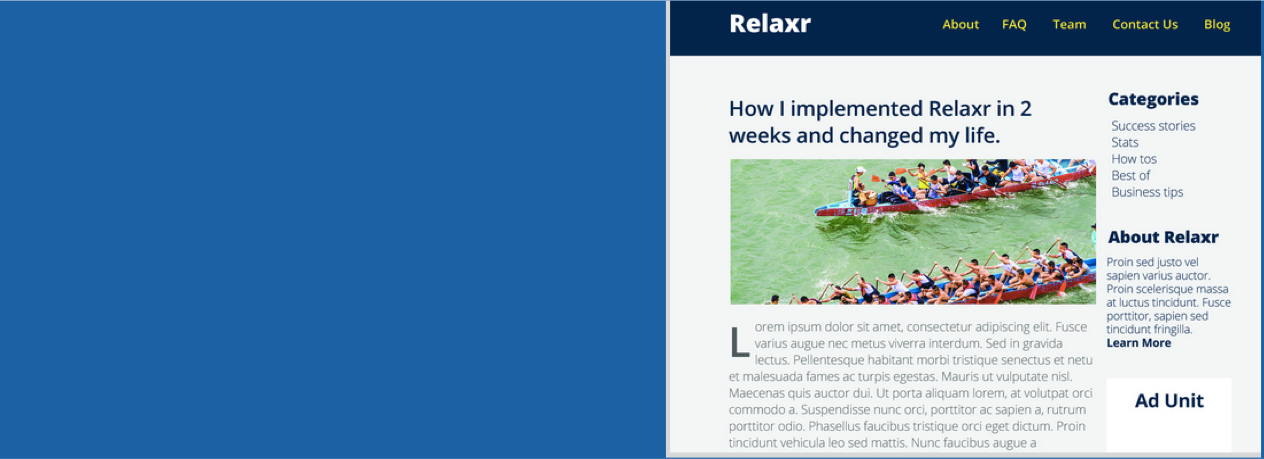 Relaxr
About FAQ Team Contact Us Blog
How I implemented Relaxr in 2
weeks and changed my life.
Lorem ipsum dolor sit amet, consectetur adipiscing elit. Fusce
varius augue nec metus viverra interdum. Sed in gravida
lectus. Pellentesque habitant morbi tristique senectus et netu
et malesuada fames ac turpis egestas. Mauris ut vulputate nisl.
Maecenas quis auctor dui. Ut porta aliquam lorem, at volutpat orci
commodo a. Suspendisse nunc orci, porttitor ac sapien a, rutrum
porttitor odio. Phasellus faucibus tristique orci eget dictum. Proin
tincidunt vehicula leo sed mattis. Nunc faucibus augue a
Categories
Success stories
Stats
How tos
Best of
Business tips
About Relaxr
Proin sed justo vel
sapien varius auctor.
Proin scelerisque massa
at luctus tincidunt. Fusce
porttitor, sapien sed
tincidunt fringilla.
Learn More
Ad Unit